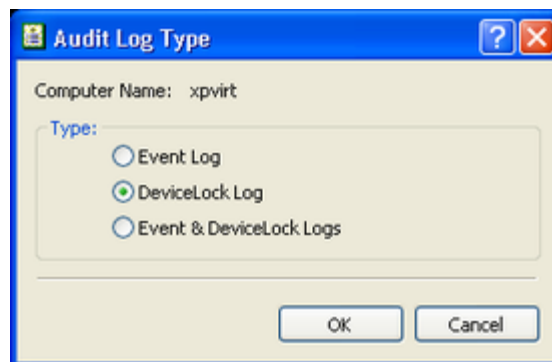 Audit Log Type
Computer Name: xpvirt
Type:
Event Log
DeviceLock Log
Event & DeviceLock Logs
OK Cancel